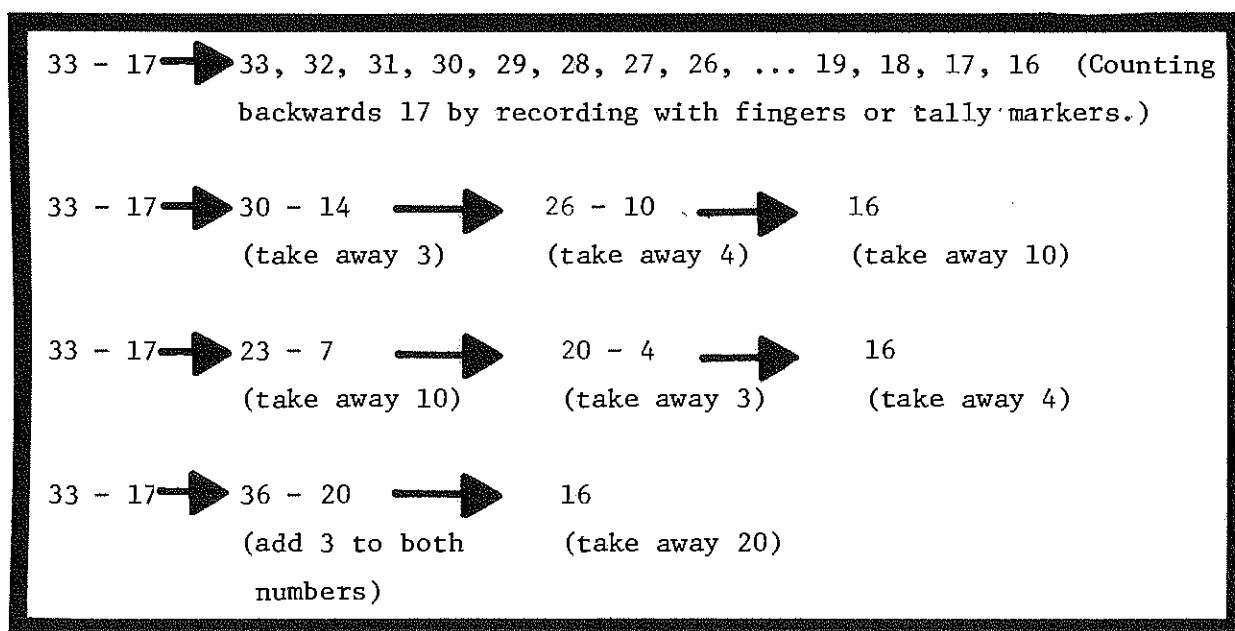 33 - 17 33, 32, 31, 30, 29, 28, 27, 26, ... 19, 18, 17, 16 (Counting
backwards 17 by recording with fingers or tally markers.)
33 - 17 30 - 14 26 - 10 16
(take away 3) (take away 4) (take away 10)
33 - 17 23 - 7 20 - 4 16
(take away 10) (take away 3) (take away 4)
33 - 17 36 - 20 16
(add 3 to both (take away 20)
numbers)